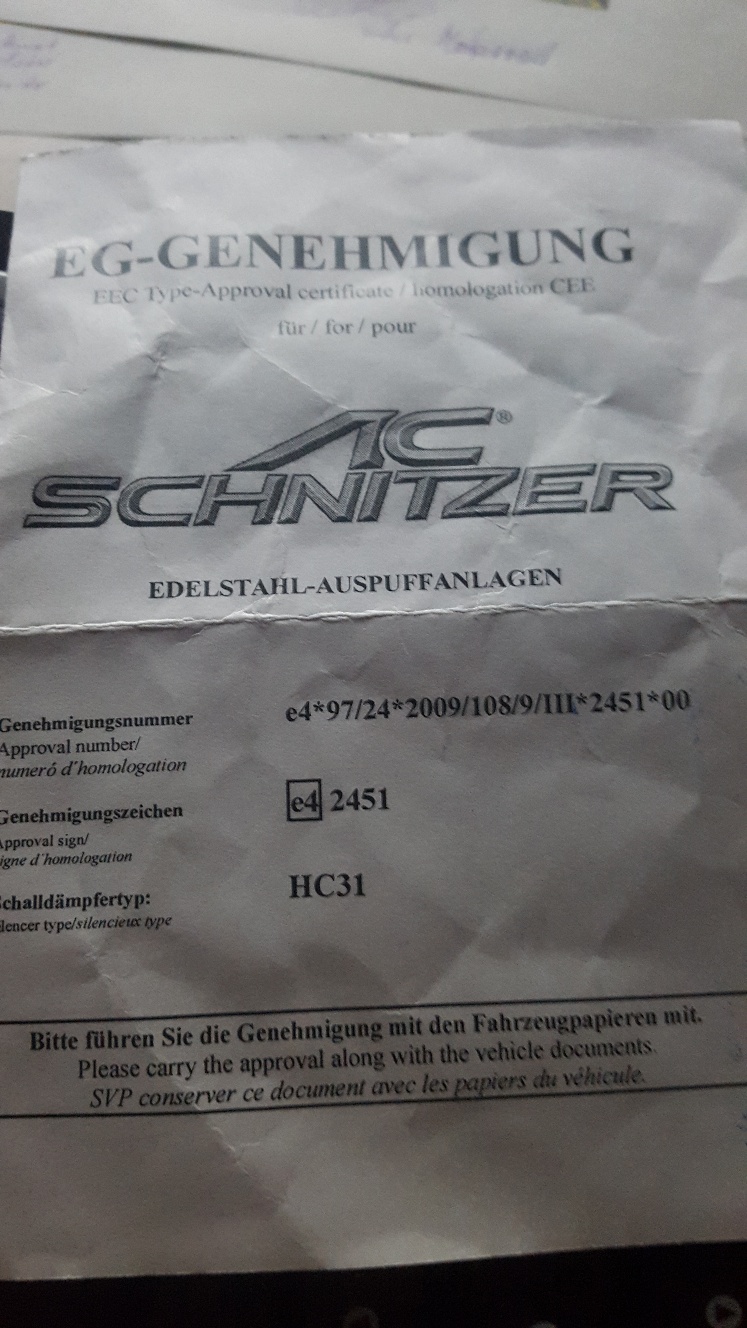 EG-GENEHMIGUNG
EEC Type-Approval certificate / homologation CEE
für / for / pour
AC ®
SCHNITZER
EDELSTAHL-AUSPUFFANLAGEN
Genehmigungsnummer e4*97/24*2009/108/9/III*2451*00
Approval number/
numeró d'homologation
Genehmigungszeichen e4 2451
Approval sign/
igne d'homologation
challdämpfertyp: HC31
lencer type/silencieux type
Bitte führen Sie die Genehmigung mit den Fahrzeugpapieren mit.
Please carry the approval along with the vehicle documents.
SVP conserver ce document avec les papiers du véhicule.